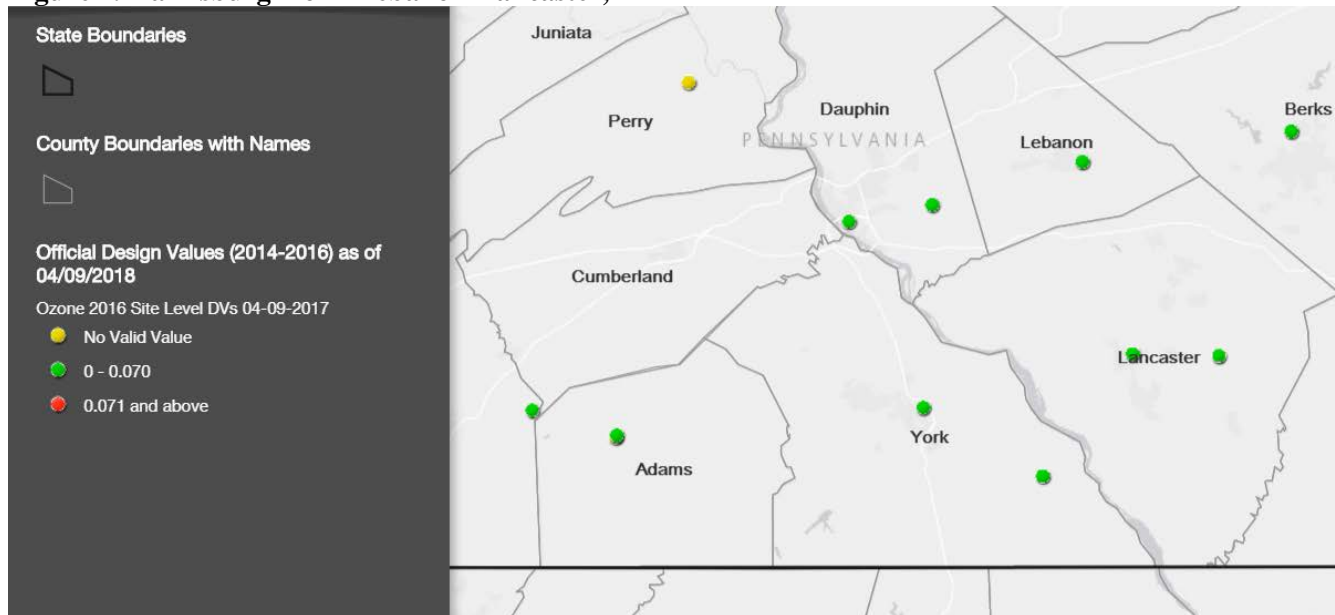 State Boundaries
County Boundaries with Names
Official Design Values (2014-2016) as of
04/09/2018
Ozone 2016 Site Level DVs 04-09-2017
No Valid Value
0 - 0.070
0.071 and above
Juniata
Perry
Dauphin
Berks
PENNSYLVANIA
Lebanon
Cumberland
Lancaster
York
Adams